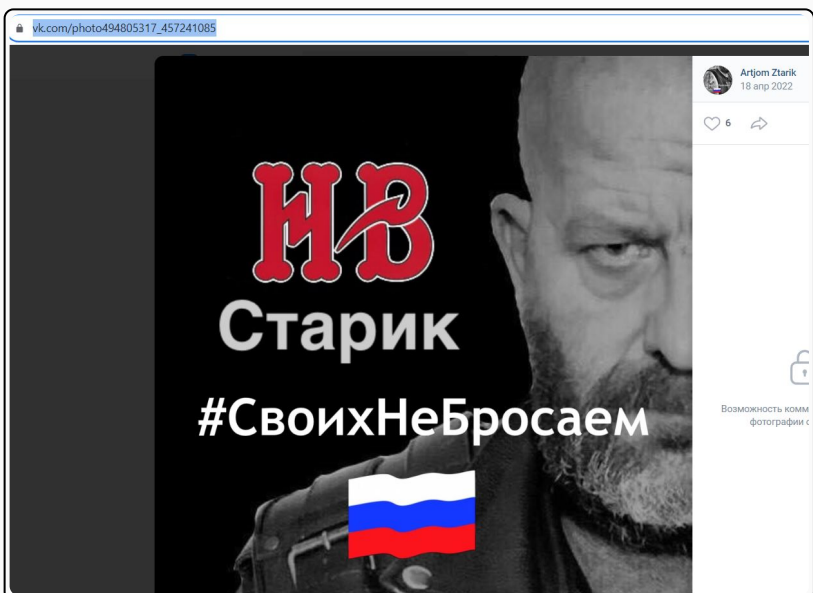 vk.com/photo494805317_457241085
Artjom Ztarik
18 апр 2022
6
НВ
Старик
#СвоихНеБросаем
Возможность комм
фотографии с